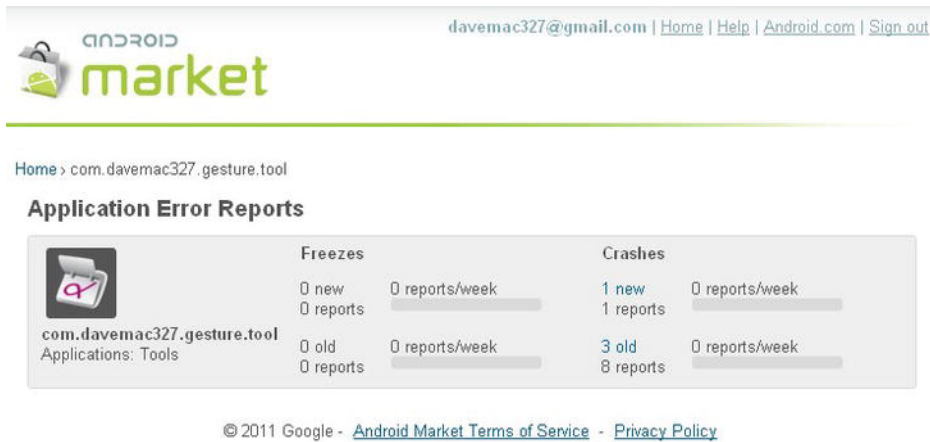 davemac327@gmail.com | Home | Help | Android.com | Sign out
ANDROID
market
Home › com.davemac327.gesture.tool
Application Error Reports
Freezes
0 new 0 reports/week
0 reports
0 old 0 reports/week
0 reports
Crashes
1 new 0 reports/week
1 reports
3 old 0 reports/week
8 reports
com.davemac327.gesture.tool
Applications: Tools
© 2011 Google - Android Market Terms of Service - Privacy Policy